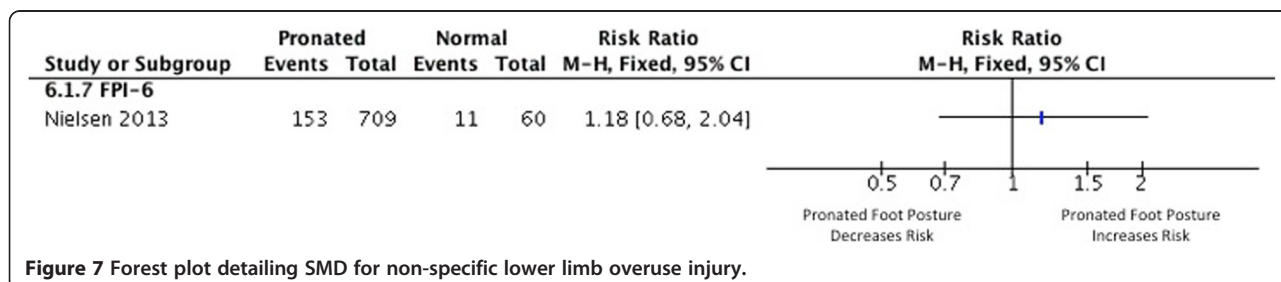 Pronated Normal Risk Ratio Risk Ratio
Study or Subgroup Events Total Events Total M-H, Fixed, 95% CI M-H, Fixed, 95% CI
6.1.7 FPI-6
Nielsen 2013 153 709 11 60 1.18 [0.68, 2.04]
0.5 0.7 1 1.5 2
Pronated Foot Posture Pronated Foot Posture
Decreases Risk Increases Risk
Figure 7 Forest plot detailing SMD for non-specific lower limb overuse injury.